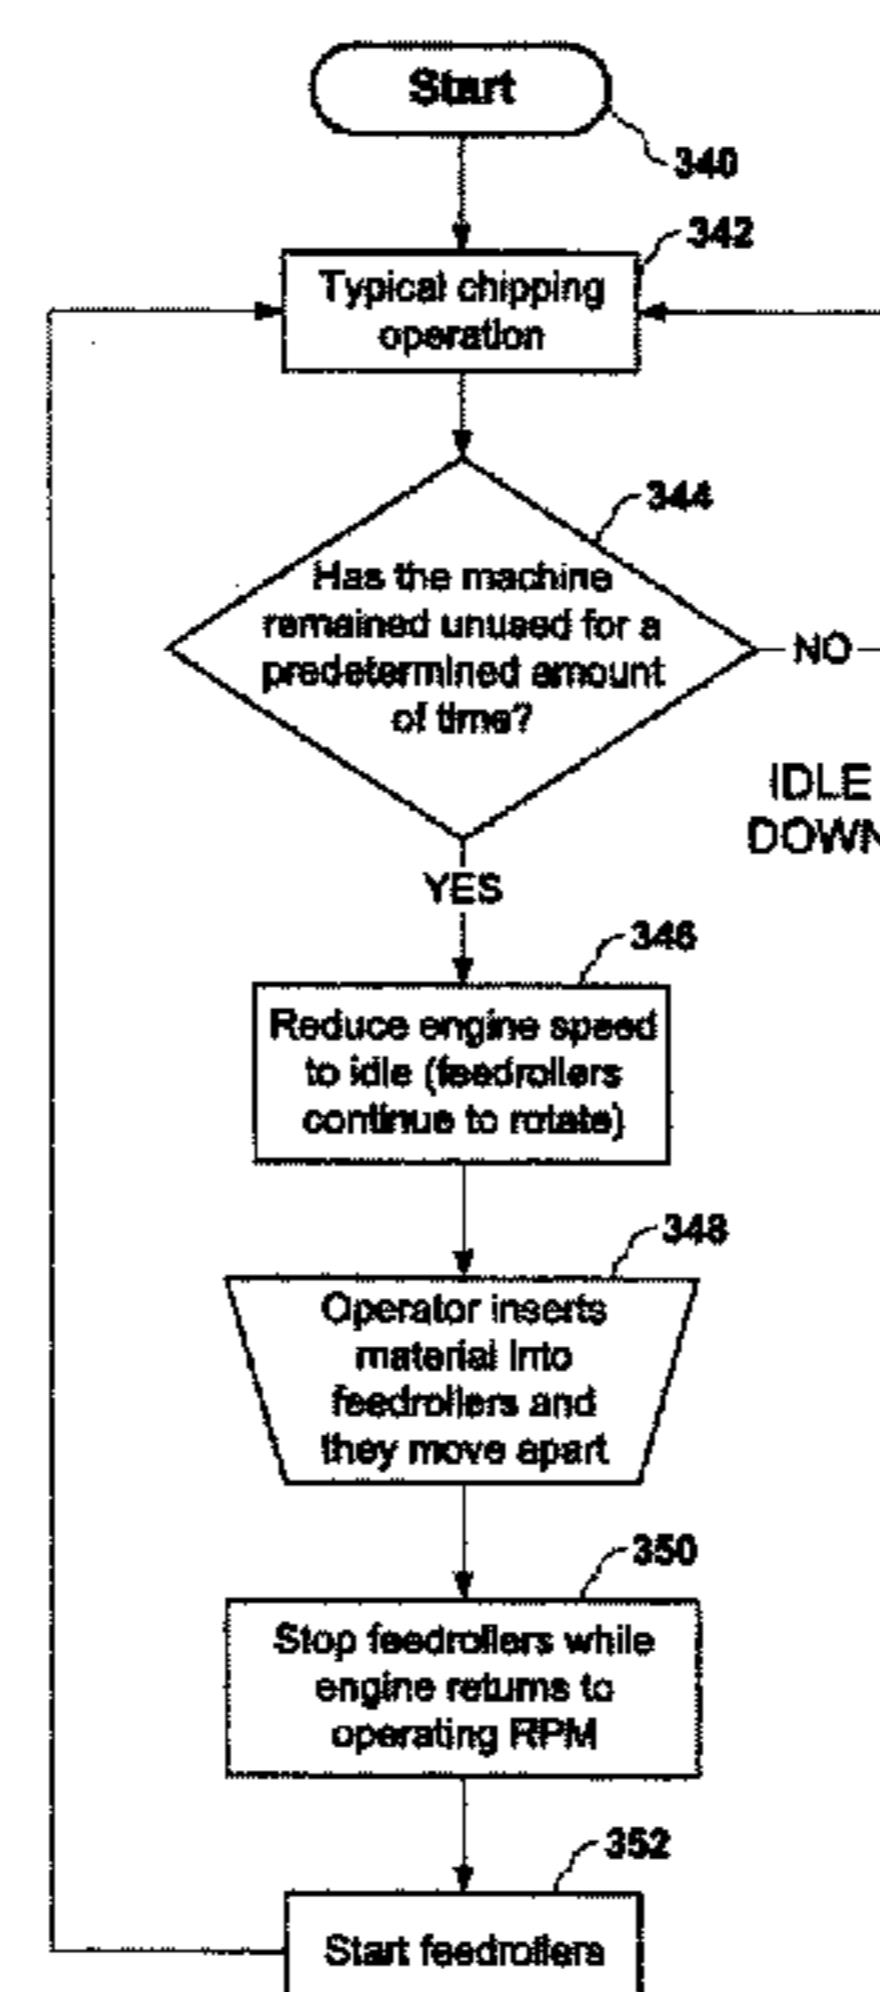 Start
340
342
Typical chipping
operation
344
Has the machine
remained unused for a
predetermined amount
of time?
NO
IDLE
DOWN
YES
346
Reduce engine speed
to idle (feedrollers
continue to rotate)
348
Operator inserts
material into
feedrollers and
they move apart
350
Stop feedrollers while
engine returns to
operating RPM
352
Start feedrollers